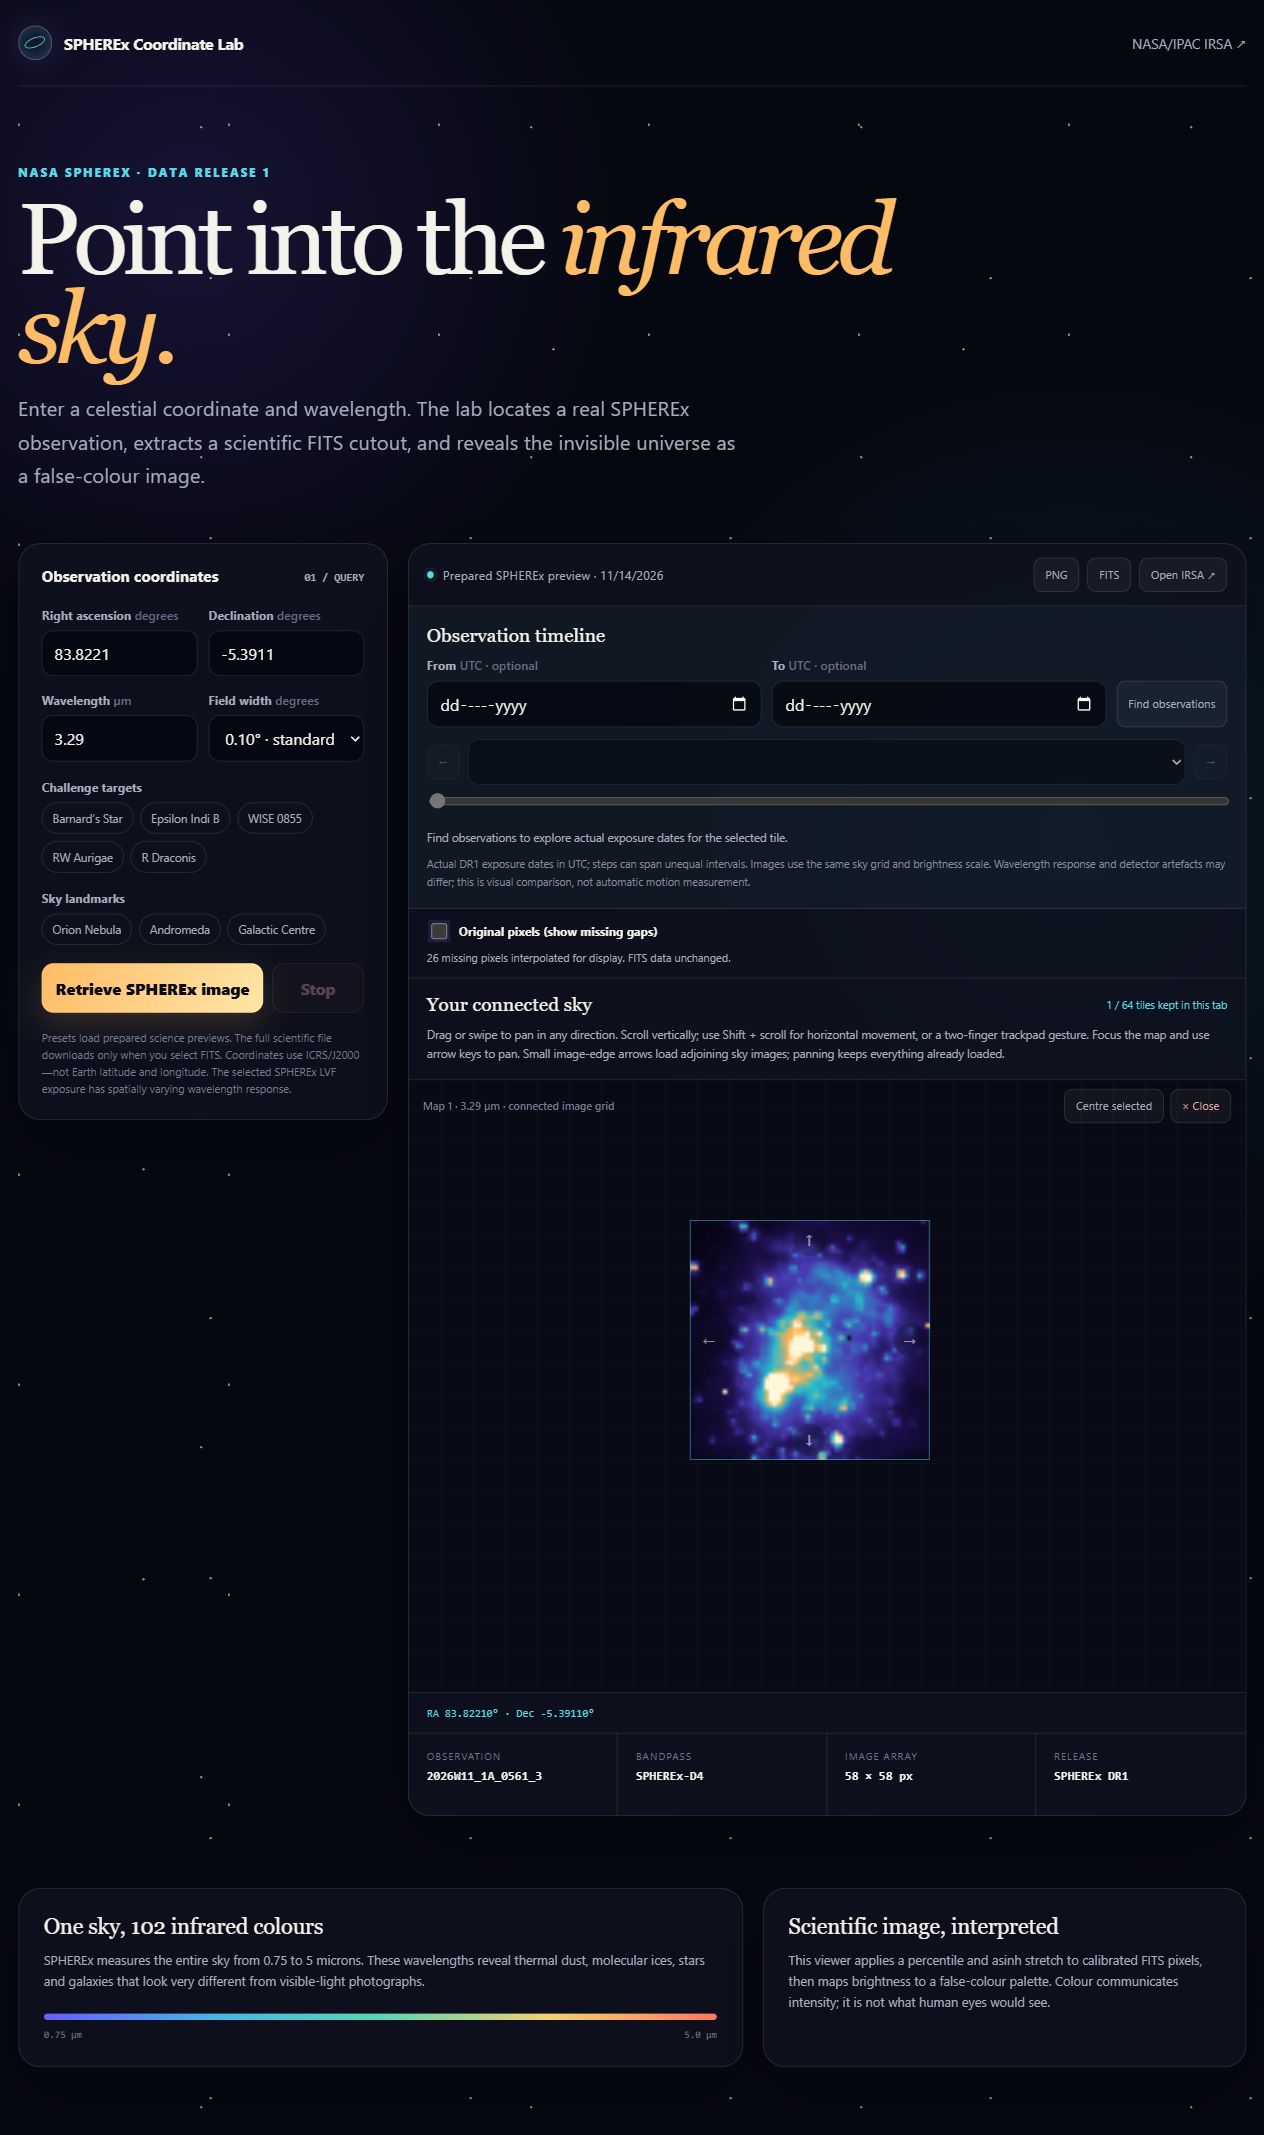 SPHEREx Coordinate Lab
NASA/IPAC IRSA ↗
NASA SPHEREX · DATA RELEASE 1
Point into the infrared
sky.
Enter a celestial coordinate and wavelength. The lab locates a real SPHEREx
observation, extracts a scientific FITS cutout, and reveals the invisible universe as
a false-colour image.
Observation coordinates
01 / QUERY
Right ascension degrees
Declination degrees
83.8221
-5.3911
Wavelength μm
Field width degrees
3.29
0.10° · standard
Challenge targets
Barnard's Star
Epsilon Indi B
WISE 0855
RW Aurigae
R Draconis
Sky landmarks
Orion Nebula
Andromeda
Galactic Centre
Retrieve SPHEREx image
Stop
Presets load prepared science previews. The full scientific file
downloads only when you select FITS. Coordinates use ICRS/J2000
—not Earth latitude and longitude. The selected SPHEREx LVF
exposure has spatially varying wavelength response.
Prepared SPHEREx preview · 11/14/2026
PNG
FITS
Open IRSA ↗
Observation timeline
From UTC · optional
To UTC · optional
dd----yyyy
dd----yyyy
Find observations
←
→
Find observations to explore actual exposure dates for the selected tile.
Actual DR1 exposure dates in UTC; steps can span unequal intervals. Images use the same sky grid and brightness scale. Wavelength response and detector artefacts may
differ; this is visual comparison, not automatic motion measurement.
Original pixels (show missing gaps)
26 missing pixels interpolated for display. FITS data unchanged.
Your connected sky
1 / 64 tiles kept in this tab
Drag or swipe to pan in any direction. Scroll vertically; use Shift + scroll for horizontal movement, or a two-finger trackpad gesture. Focus the map and use
arrow keys to pan. Small image-edge arrows load adjoining sky images; panning keeps everything already loaded.
Map 1 · 3.29 μm · connected image grid
Centre selected
× Close
↑
←
→
↓
RA 83.82210° · Dec -5.39110°
OBSERVATION
BANDPASS
IMAGE ARRAY
RELEASE
2026W11_1A_0561_3
SPHEREx-D4
58 × 58 px
SPHEREx DR1
One sky, 102 infrared colours
SPHEREx measures the entire sky from 0.75 to 5 microns. These wavelengths reveal thermal dust, molecular ices, stars
and galaxies that look very different from visible-light photographs.
0.75 μm
5.0 μm
Scientific image, interpreted
This viewer applies a percentile and asinh stretch to calibrated FITS pixels,
then maps brightness to a false-colour palette. Colour communicates
intensity; it is not what human eyes would see.